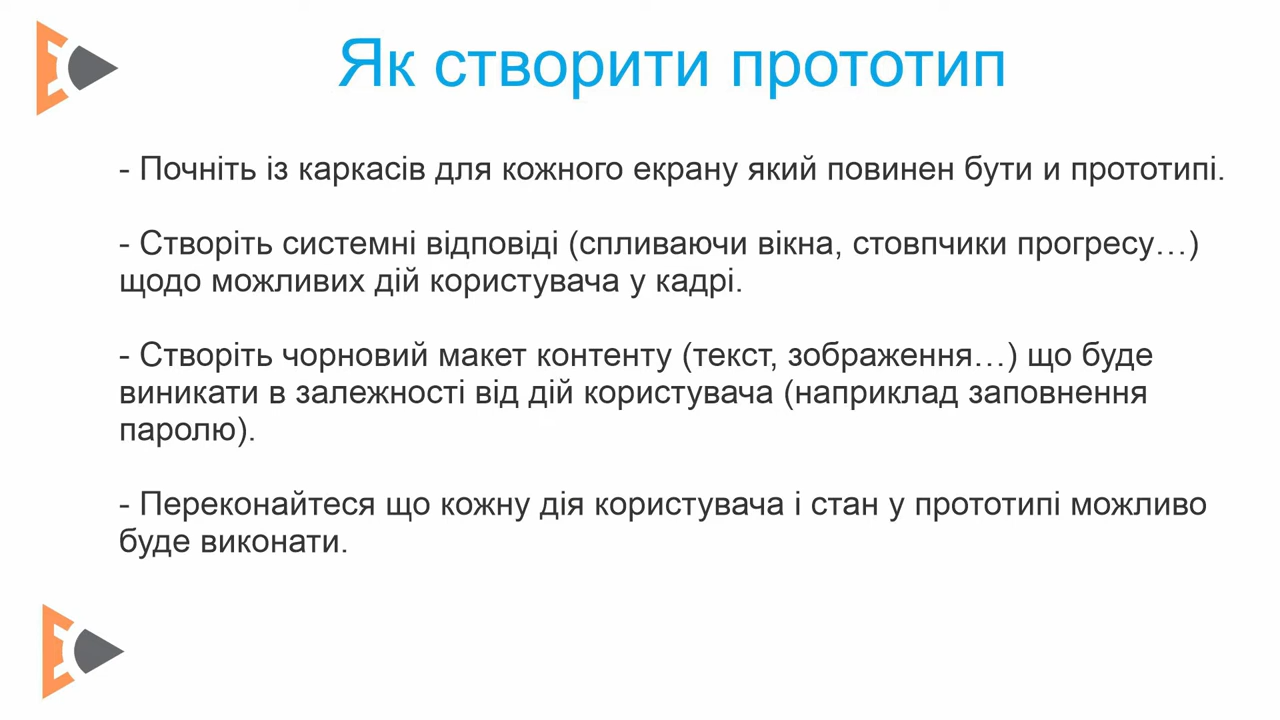 Як створити прототип
- Почніть із каркасів для кожного екрану який повинен бути и прототипі.
- Створіть системні відповіді (спливаючи вікна, стовпчики прогресу…)
щодо можливих дій користувача у кадрі.
- Створіть чорновий макет контенту (текст, зображення…) що буде
виникати в залежності від дій користувача (наприклад заповнення
паролю).
- Переконайтеся що кожну дія користувача і стан у прототипі можливо
буде виконати.